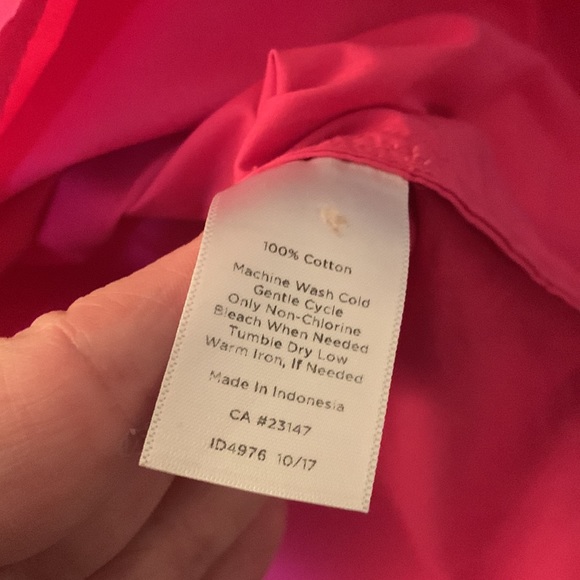 100% Cotton
Machine Wash Cold
Gentle Cycle
Only Non-Chlorine
Bleach When Needed
Tumble Dry Low
Warm Iron, If Needed
Made In Indonesia
CA #23147
ID4976 10/17